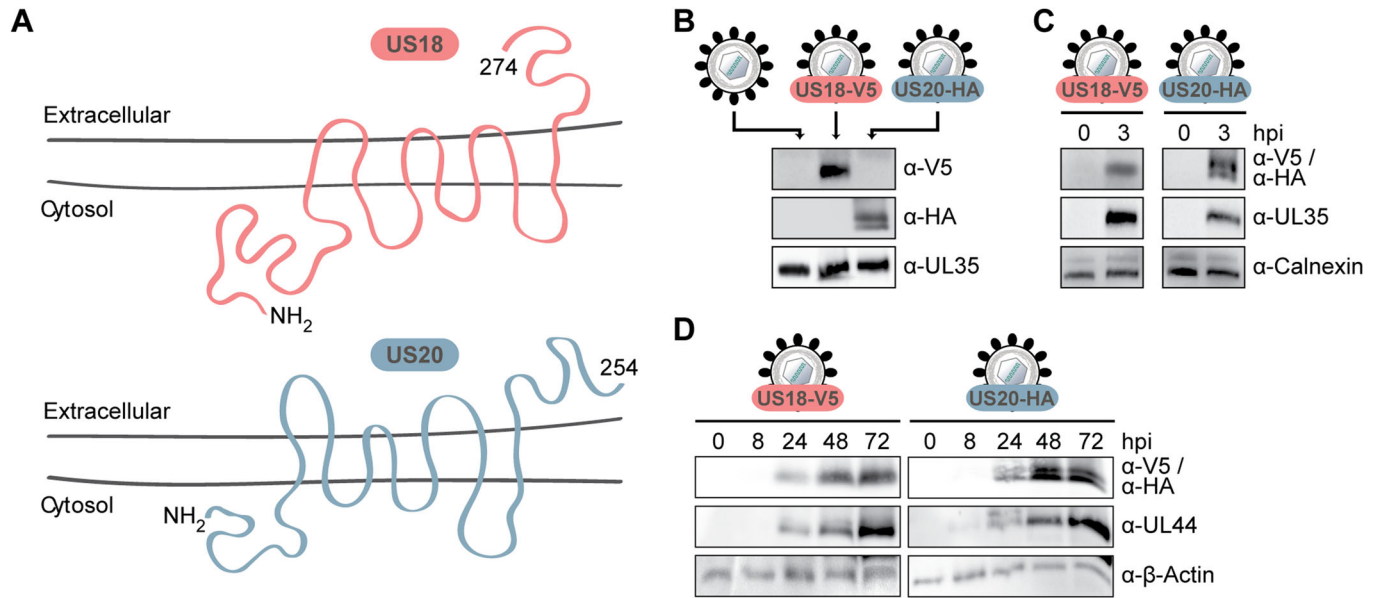 A
US18
274
Extracellular
Cytosol
NH2
US20
254
Extracellular
Cytosol
NH2
B
US18-V5 US20-HA
α-V5
α-HA
α-UL35
C
US18-V5 US20-HA
0 3 0 3 hpi
α-V5 /
α-HA
α-UL35
α-Calnexin
D
US18-V5 US20-HA
0 8 24 48 72 0 8 24 48 72 hpi
α-V5 /
α-HA
α-UL44
α-β-Actin